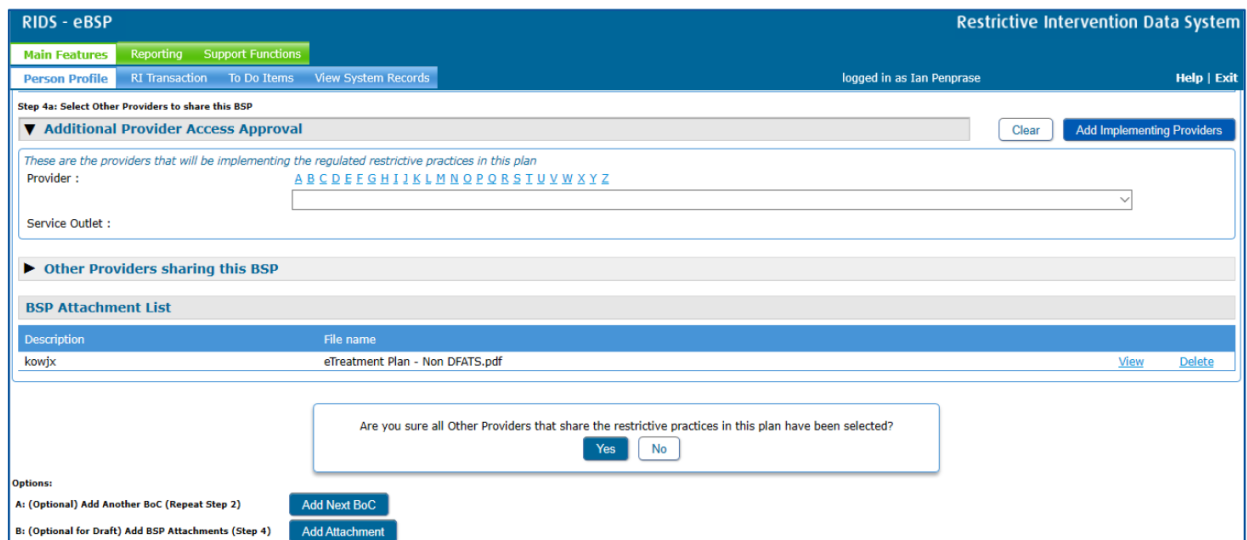 RIDS - eBSP Restrictive Intervention Data System
Main Features Reporting Support Functions
Person Profile RI Transaction To Do Items View System Records logged in as Ian Penprase Help | Exit
Step 4a: Select Other Providers to share this BSP
▼ Additional Provider Access Approval Clear Add Implementing Providers
These are the providers that will be implementing the regulated restrictive practices in this plan
Provider : A B C D E F G H I J K L M N O P Q R S T U V W X Y Z
Service Outlet :
► Other Providers sharing this BSP
BSP Attachment List
Description File name
kowjx eTreatment Plan - Non DFATS.pdf View Delete
Are you sure all Other Providers that share the restrictive practices in this plan have been selected?
Yes No
Options:
A: (Optional) Add Another BoC (Repeat Step 2) Add Next BoC
B: (Optional for Draft) Add BSP Attachments (Step 4) Add Attachment